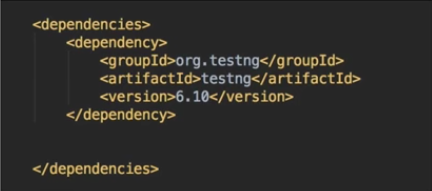 <dependencies>
<dependency>
<groupId>org.testng</groupId>
<artifactId>testng</artifactId>
<version>6.10</version>
</dependency>
</dependencies>